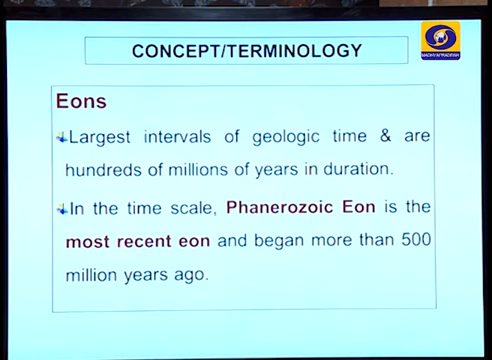 CONCEPT/TERMINOLOGY
MADHYAPRADESH
Eons
Largest intervals of geologic time & are
hundreds of millions of years in duration.
In the time scale, Phanerozoic Eon is the
most recent eon and began more than 500
million years ago.